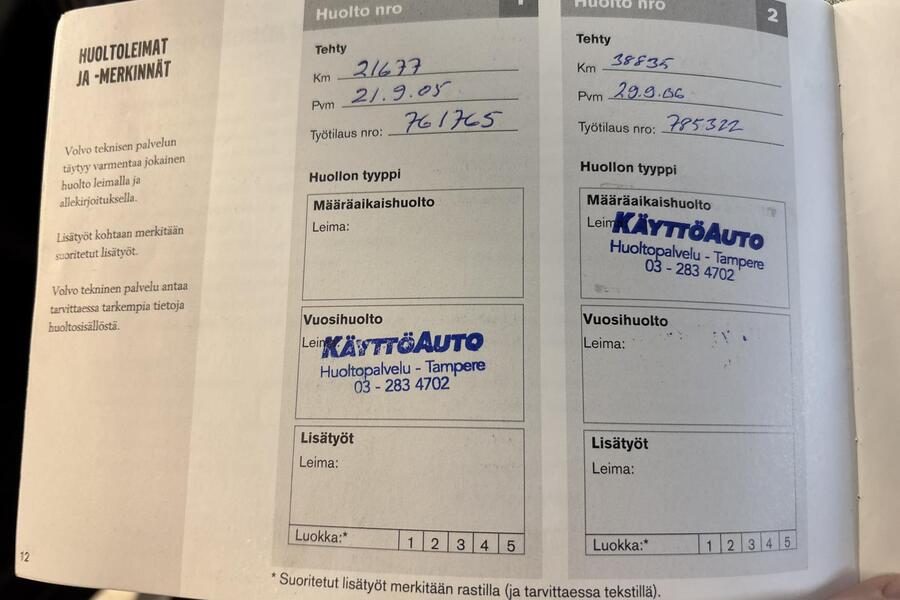 HUOLTOLEIMAT
JA -MERKINNÄT
Volvo teknisen palvelun
täytyy varmentaa jokainen
huolto leimalla ja
allekirjoituksella.
Lisätyöt kohtaan merkitään
suoritetut lisätyöt.
Volvo tekninen palvelu antaa
tarvittaessa tarkempia tietoja
huoltosisällöstä.
12
Huolto nro 1
Tehty
Km 21677
Pvm 21.9.05
Työtilaus nro: 761765
Huollon tyyppi
Määräaikaishuolto
Leima:
Vuosihuolto
Leima:
KÄYTTÖAUTO
Huoltopalvelu - Tampere
03 - 283 4702
Lisätyöt
Leima:
Luokka:* 1 2 3 4 5
Huolto nro 2
Tehty
Km 38835
Pvm 29.9.06
Työtilaus nro: 785322
Huollon tyyppi
Määräaikaishuolto
Leima:
KÄYTTÖAUTO
Huoltopalvelu - Tampere
03 - 283 4702
Vuosihuolto
Leima:
Lisätyöt
Leima:
Luokka:* 1 2 3 4 5
* Suoritetut lisätyöt merkitään rastilla (ja tarvittaessa tekstillä).